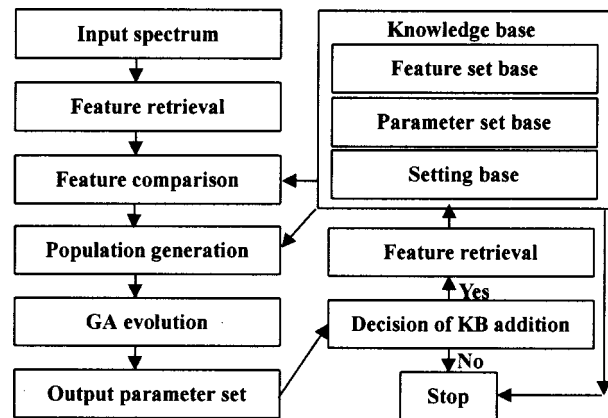 Input spectrum
Feature retrieval
Feature comparison
Population generation
GA evolution
Output parameter set
Knowledge base
Feature set base
Parameter set base
Setting base
Feature retrieval
Yes
Decision of KB addition
No
Stop